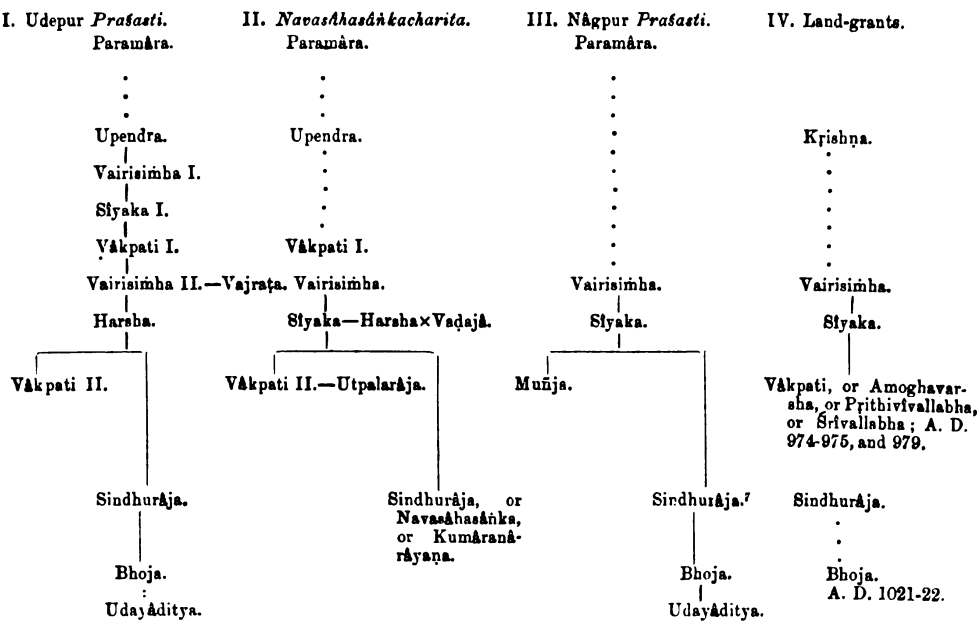 I. Udepur Praśasti. II. Navasâhasâṅkacharita. III. Nâgpur Praśasti. IV. Land-grants.
Paramâra. Paramâra. Paramâra.
Upendra. Upendra. Kṛishṇa.
Vairisiṁha I.
Sîyaka I.
Vâkpati I. Vâkpati I.
Vairisiṁha II.—Vajraṭa. Vairisiṁha. Vairisiṁha. Vairisiṁha.
Harsha. Sîyaka—Harsha×Vaḍajâ. Sîyaka. Sîyaka.
Vâkpati II. Vâkpati II.—Utpalarâja. Muñja. Vâkpati, or Amoghavar-
sha, or Pṛithivîvallabha,
or Śrîvallabha; A. D.
974-975, and 979.
Sindhurâja. Sindhurâja, or Sindhurâja.⁷ Sindhurâja.
Navasâhasâṅka,
or Kumâranâ-
râyaṇa.
Bhoja. Bhoja. Bhoja.
A. D. 1021-22.
Udayâditya. Udayâditya.